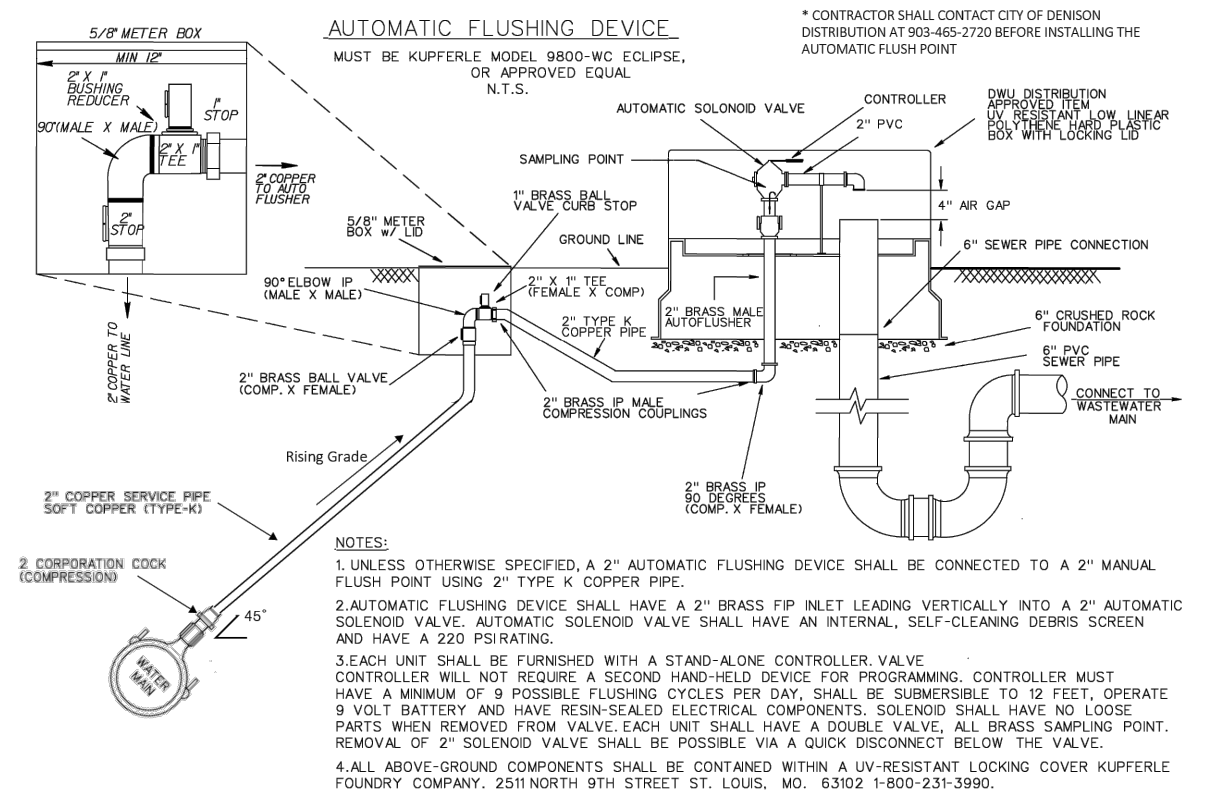 AUTOMATIC FLUSHING DEVICE
MUST BE KUPFERLE MODEL 9800-WC ECLIPSE,
OR APPROVED EQUAL
N.T.S.
* CONTRACTOR SHALL CONTACT CITY OF DENISON
DISTRIBUTION AT 903-465-2720 BEFORE INSTALLING THE
AUTOMATIC FLUSH POINT
5/8" METER BOX
MIN 12"
2" X 1"
BUSHING
REDUCER
1"
STOP
90°(MALE X MALE)
2" X 1"
TEE
2" COPPER
TO AUTO
FLUSHER
2"
STOP
2" COPPER TO
WATER LINE
AUTOMATIC SOLONOID VALVE
CONTROLLER
2" PVC
DWU DISTRIBUTION
APPROVED ITEM
UV RESISTANT LOW LINEAR
POLYTHENE HARD PLASTIC
BOX WITH LOCKING LID
SAMPLING POINT
1" BRASS BALL
VALVE CURB STOP
5/8" METER
BOX w/ LID
GROUND LINE
4" AIR GAP
6" SEWER PIPE CONNECTION
90° ELBOW IP
(MALE X MALE)
2" X 1" TEE
(FEMALE X COMP)
2" BRASS MALE
AUTOFLUSHER
2" TYPE K
COPPER PIPE
6" CRUSHED ROCK
FOUNDATION
6" PVC
SEWER PIPE
2" BRASS BALL VALVE
(COMP. X FEMALE)
2" BRASS IP MALE
COMPRESSION COUPLINGS
CONNECT TO
WASTEWATER
MAIN
Rising Grade
2" BRASS IP
90 DEGREES
(COMP. X FEMALE)
2" COPPER SERVICE PIPE
SOFT COPPER (TYPE-K)
2 CORPORATION COCK
(COMPRESSION)
45°
WATER
MAIN
NOTES:
1. UNLESS OTHERWISE SPECIFIED, A 2" AUTOMATIC FLUSHING DEVICE SHALL BE CONNECTED TO A 2" MANUAL
FLUSH POINT USING 2" TYPE K COPPER PIPE.
2.AUTOMATIC FLUSHING DEVICE SHALL HAVE A 2" BRASS FIP INLET LEADING VERTICALLY INTO A 2" AUTOMATIC
SOLENOID VALVE. AUTOMATIC SOLENOID VALVE SHALL HAVE AN INTERNAL, SELF-CLEANING DEBRIS SCREEN
AND HAVE A 220 PSI RATING.
3.EACH UNIT SHALL BE FURNISHED WITH A STAND-ALONE CONTROLLER. VALVE
CONTROLLER WILL NOT REQUIRE A SECOND HAND-HELD DEVICE FOR PROGRAMMING. CONTROLLER MUST
HAVE A MINIMUM OF 9 POSSIBLE FLUSHING CYCLES PER DAY, SHALL BE SUBMERSIBLE TO 12 FEET, OPERATE
9 VOLT BATTERY AND HAVE RESIN-SEALED ELECTRICAL COMPONENTS. SOLENOID SHALL HAVE NO LOOSE
PARTS WHEN REMOVED FROM VALVE. EACH UNIT SHALL HAVE A DOUBLE VALVE, ALL BRASS SAMPLING POINT.
REMOVAL OF 2" SOLENOID VALVE SHALL BE POSSIBLE VIA A QUICK DISCONNECT BELOW THE VALVE.
4.ALL ABOVE-GROUND COMPONENTS SHALL BE CONTAINED WITHIN A UV-RESISTANT LOCKING COVER KUPFERLE
FOUNDRY COMPANY. 2511 NORTH 9TH STREET ST. LOUIS, MO. 63102 1-800-231-3990.